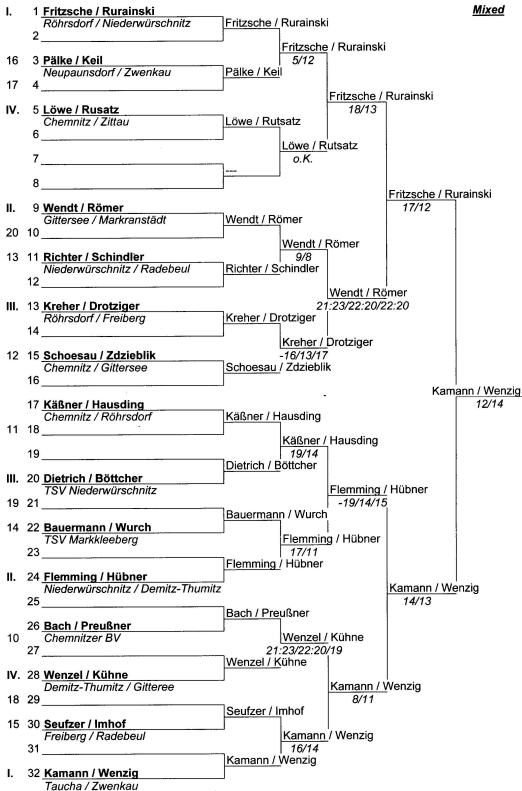 Mixed
I. 1 Fritzsche / Rurainski
Röhrsdorf / Niederwürschnitz
Fritzsche / Rurainski
2
Fritzsche / Rurainski
5/12
16 3 Pälke / Keil
Neupaunsdorf / Zwenkau
Pälke / Keil
17 4
Fritzsche / Rurainski
18/13
IV. 5 Löwe / Rusatz
Chemnitz / Zittau
Löwe / Rutsatz
6
Löwe / Rutsatz
o.K.
7
---
8
Fritzsche / Rurainski
17/12
II. 9 Wendt / Römer
Gittersee / Markranstädt
Wendt / Römer
20 10
Wendt / Römer
9/8
13 11 Richter / Schindler
Niederwürschnitz / Radebeul
Richter / Schindler
12
Wendt / Römer
21:23/22:20/22:20
III. 13 Kreher / Drotziger
Röhrsdorf / Freiberg
Kreher / Drotziger
14
Kreher / Drotziger
-16/13/17
12 15 Schoesau / Zdzieblik
Chemnitz / Gittersee
Schoesau / Zdzieblik
16
Kamann / Wenzig
12/14
17 Käßner / Hausding
Chemnitz / Röhrsdorf
Käßner / Hausding
11 18
Käßner / Hausding
19/14
19
Dietrich / Böttcher
III. 20 Dietrich / Böttcher
TSV Niederwürschnitz
Flemming / Hübner
-19/14/15
19 21
Bauermann / Wurch
14 22 Bauermann / Wurch
TSV Markkleeberg
Flemming / Hübner
17/11
23
Flemming / Hübner
II. 24 Flemming / Hübner
Niederwürschnitz / Demitz-Thumitz
Kamann / Wenzig
14/13
25
Bach / Preußner
26 Bach / Preußner
10 Chemnitzer BV
Wenzel / Kühne
21:23/22:20/19
27
Wenzel / Kühne
IV. 28 Wenzel / Kühne
Demitz-Thumitz / Gitteree
Kamann / Wenzig
8/11
18 29
Seufzer / Imhof
15 30 Seufzer / Imhof
Freiberg / Radebeul
Kamann / Wenzig
16/14
31
Kamann / Wenzig
I. 32 Kamann / Wenzig
Taucha / Zwenkau